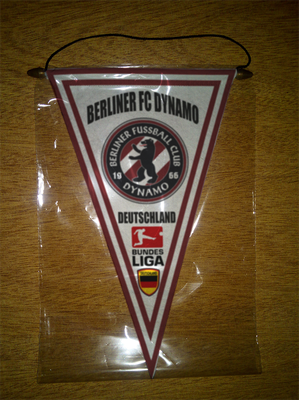 BERLINER FC DYNAMO
BERLINER FUSSBALL CLUB
19 66
DYNAMO
DEUTSCHLAND
BUNDES
LIGA